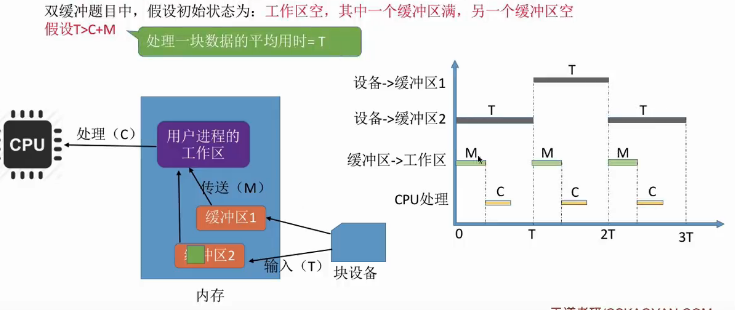 双缓冲题目中，假设初始状态为：工作区空，其中一个缓冲区满，另一个缓冲区空
假设T>C+M
处理一块数据的平均用时= T
CPU
处理（C）
用户进程的
工作区
传送（M）
缓冲区1
冲区2
输入（T）
块设备
内存
设备->缓冲区1
T
设备->缓冲区2
T
T
缓冲区->工作区
M
M
M
CPU处理
C
C
C
0
T
2T
3T